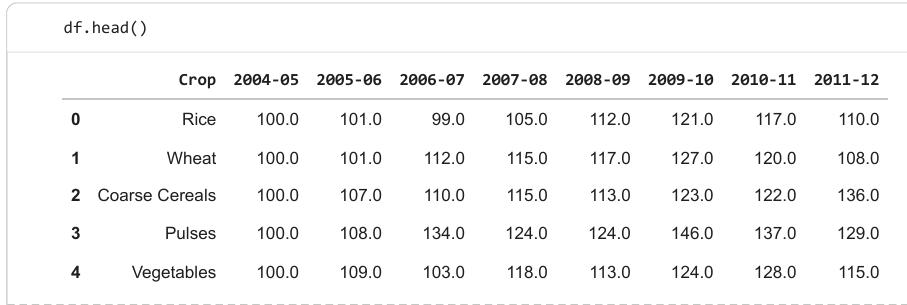 df.head()
Crop 2004-05 2005-06 2006-07 2007-08 2008-09 2009-10 2010-11 2011-12
0 Rice 100.0 101.0 99.0 105.0 112.0 121.0 117.0 110.0
1 Wheat 100.0 101.0 112.0 115.0 117.0 127.0 120.0 108.0
2 Coarse Cereals 100.0 107.0 110.0 115.0 113.0 123.0 122.0 136.0
3 Pulses 100.0 108.0 134.0 124.0 124.0 146.0 137.0 129.0
4 Vegetables 100.0 109.0 103.0 118.0 113.0 124.0 128.0 115.0